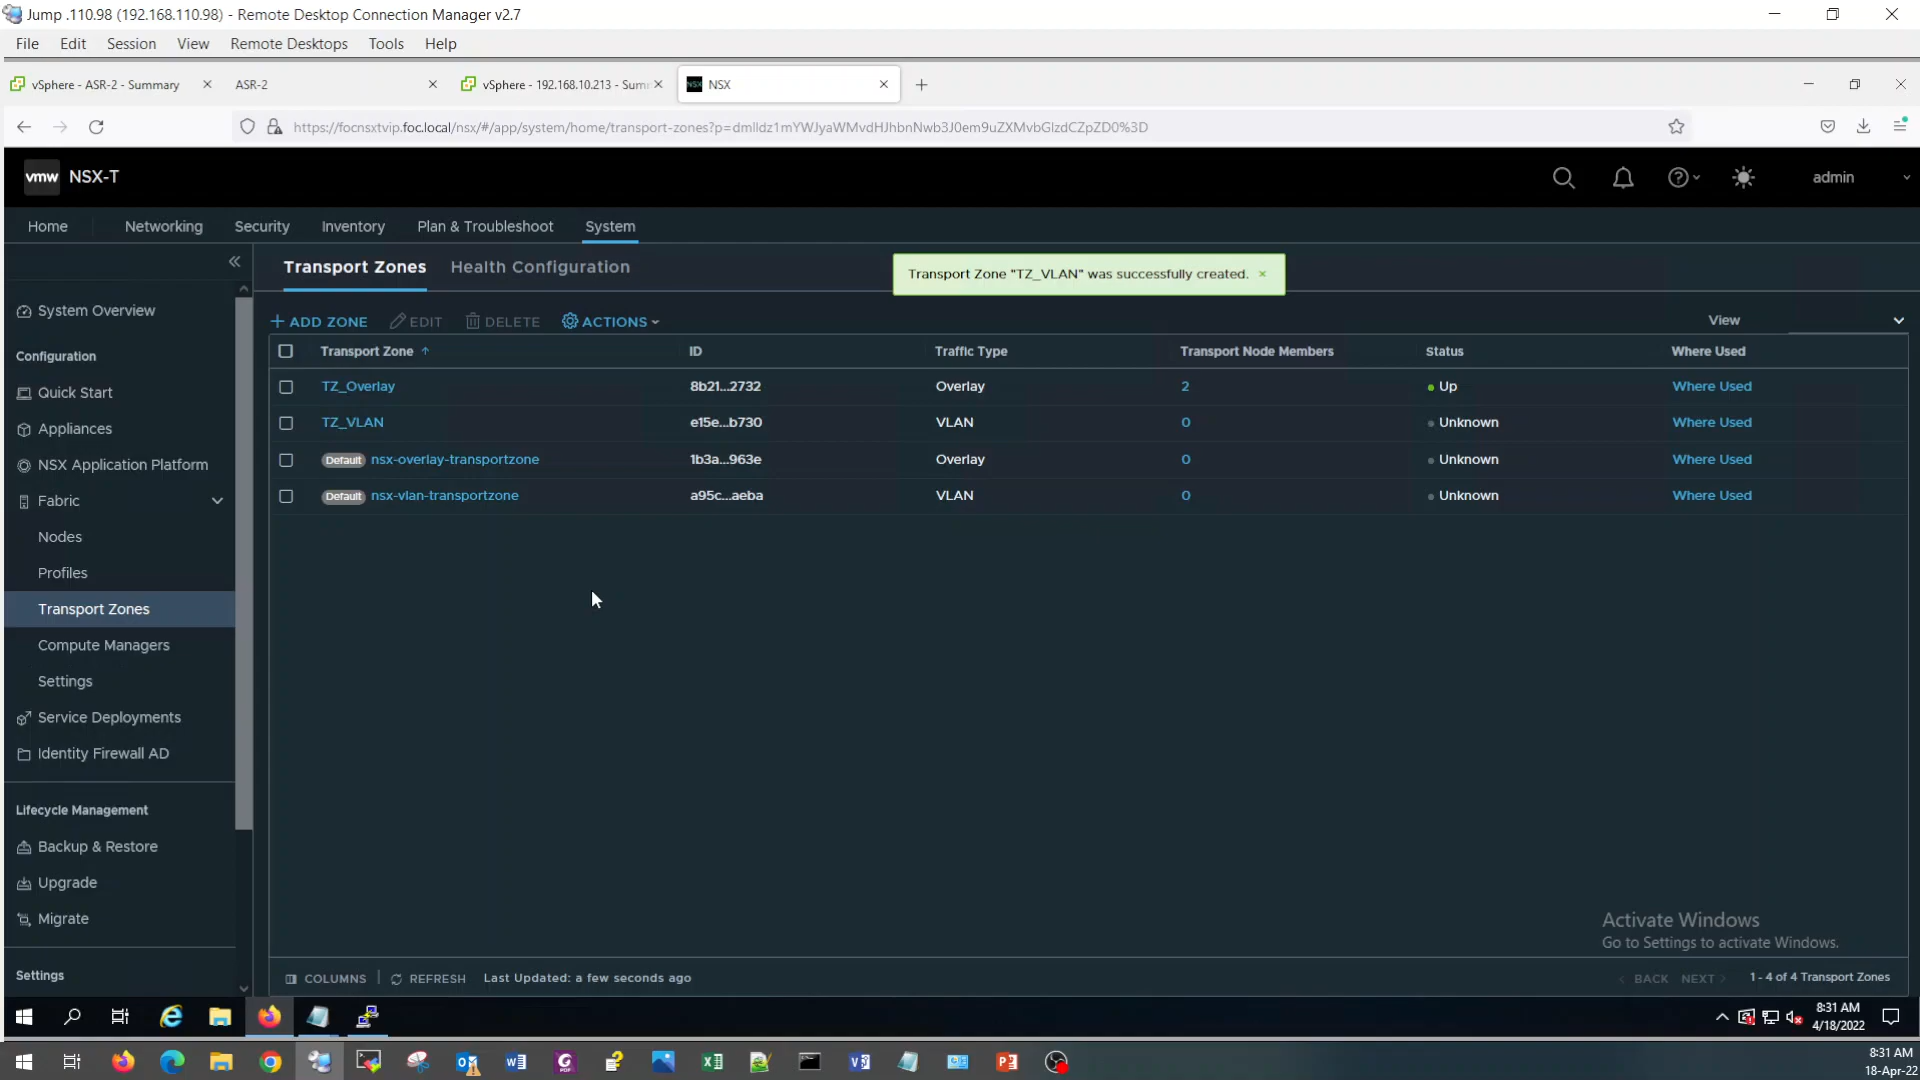 Jump .110.98 (192.168.110.98) - Remote Desktop Connection Manager v2.7
File Edit Session View Remote Desktops Tools Help
vSphere - ASR-2 - Summary ASR-2 vSphere - 192.168.10.213 - Sum NSX
https://focnsxtvip.foc.local/nsx/#/app/system/home/transport-zones?p=dmlldz1mYWJyaWMvdHJhbnNwb3J0em9uZXMvbGlzdCZpZD0%3D
vmw NSX-T admin
Home Networking Security Inventory Plan & Troubleshoot System
Transport Zones Health Configuration
Transport Zone "TZ_VLAN" was successfully created.
+ ADD ZONE EDIT DELETE ACTIONS View
Transport Zone ID Traffic Type Transport Node Members Status Where Used
TZ_Overlay 8b21...2732 Overlay 2 Up Where Used
TZ_VLAN e15e...b730 VLAN 0 Unknown Where Used
Default nsx-overlay-transportzone 1b3a...963e Overlay 0 Unknown Where Used
Default nsx-vlan-transportzone a95c...aeba VLAN 0 Unknown Where Used
System Overview
Configuration
Quick Start
Appliances
NSX Application Platform
Fabric
Nodes
Profiles
Transport Zones
Compute Managers
Settings
Service Deployments
Identity Firewall AD
Lifecycle Management
Backup & Restore
Upgrade
Migrate
Settings
Activate Windows
Go to Settings to activate Windows.
COLUMNS REFRESH Last Updated: a few seconds ago BACK NEXT 1 - 4 of 4 Transport Zones
8:31 AM
4/18/2022
8:31 AM
18-Apr-22